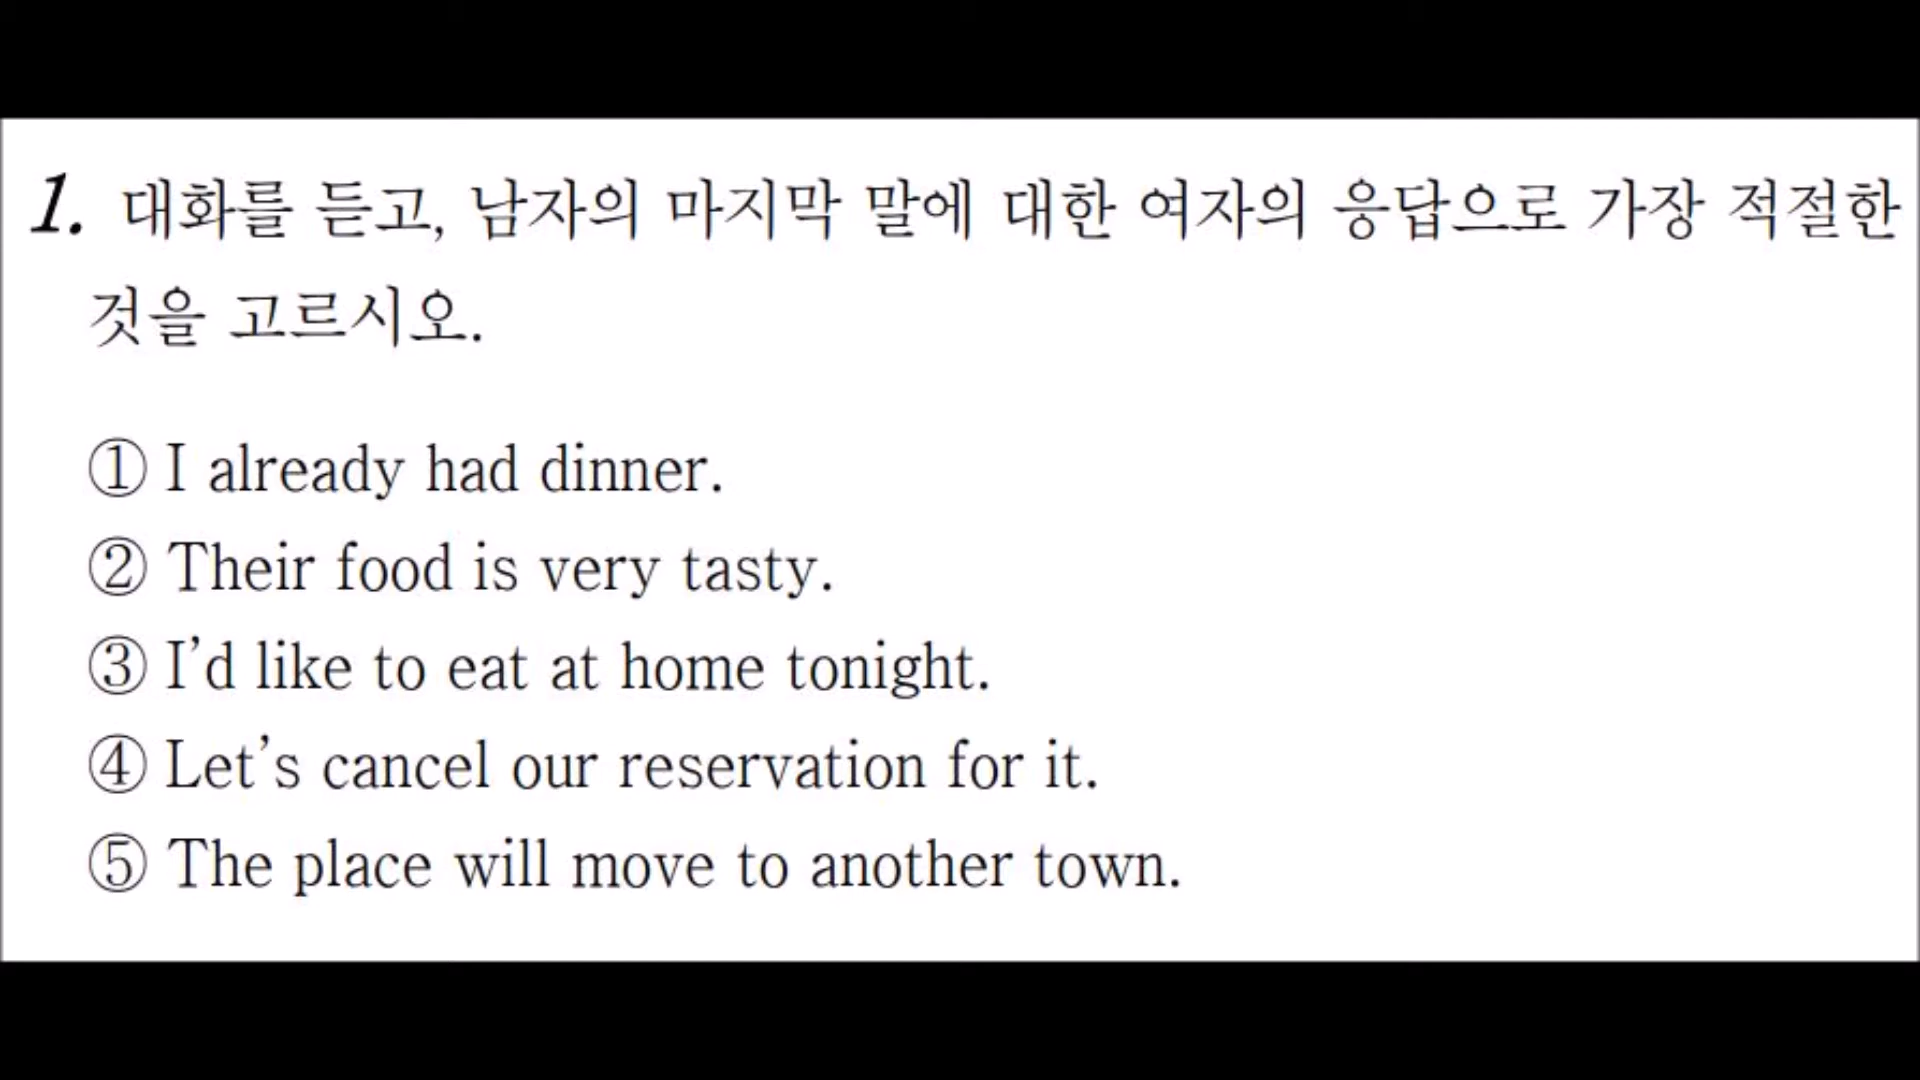 1. 대화를 듣고, 남자의 마지막 말에 대한 여자의 응답으로 가장 적절한
것을 고르시오.
① I already had dinner.
② Their food is very tasty.
③ I’d like to eat at home tonight.
④ Let’s cancel our reservation for it.
⑤ The place will move to another town.